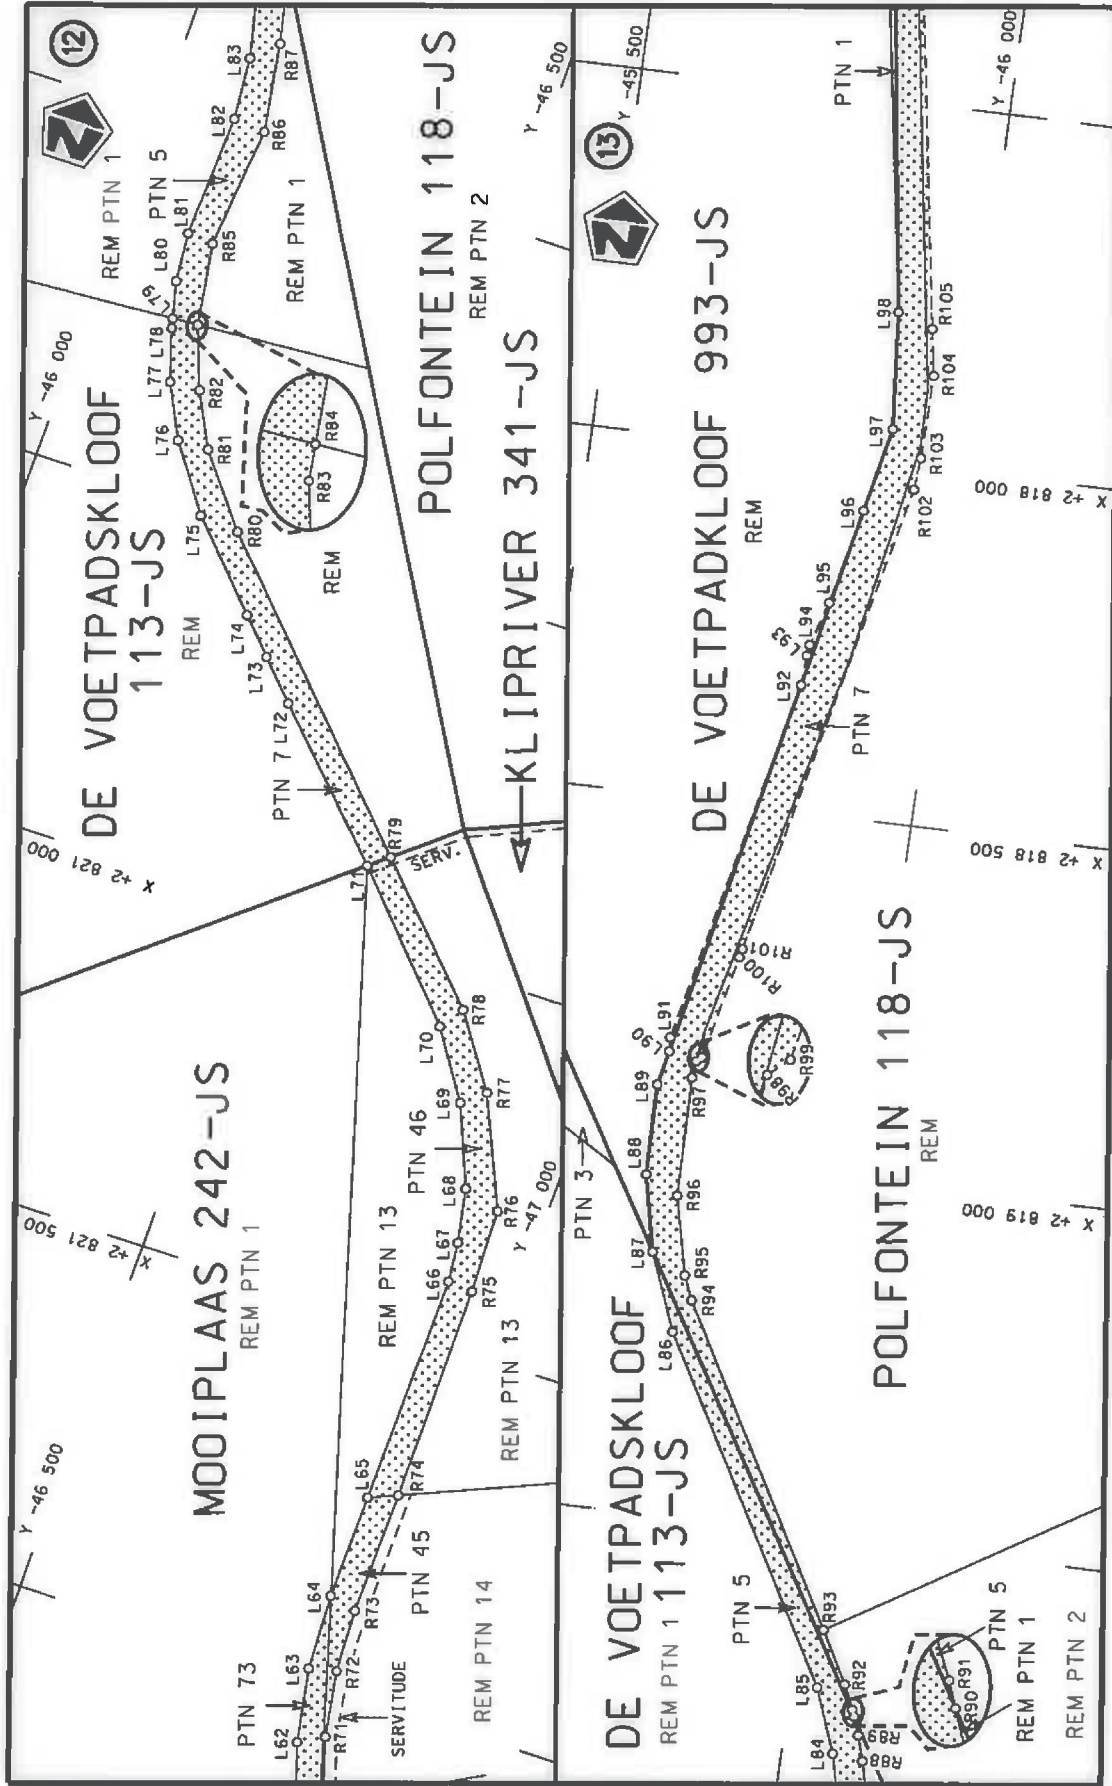 12
N
MOOIPLAAS 242-JS
REM PTN 1
DE VOETPADSKLOOF
113-JS
REM
REM PTN 1
PTN 5
REM PTN 1
POLFONTEIN 118-JS
REM PTN 2
KLIPRIVER 341-JS
PTN 73
SERVITUDE
REM PTN 14
PTN 45
REM PTN 13
REM PTN 13
PTN 46
SERV.
PTN 7
REM
L62
L63
L64
L65
L66
L67
L68
L69
L70
L71
L72
L73
L74
L75
L76
L77
L78
L79
L80
L81
L82
L83
R71
R72
R73
R74
R75
R76
R77
R78
R79
R80
R81
R82
R83
R84
R85
R86
R87
Y -46 500
X +2 821 500
X +2 821 000
Y -46 000
Y -47 000
Y -46 500
13
N
DE VOETPADSKLOOF
113-JS
REM PTN 1
PTN 5
PTN 3
DE VOETPADKLOOF 993-JS
REM
PTN 7
PTN 1
POLFONTEIN 118-JS
REM
PTN 5
REM PTN 1
REM PTN 2
L84
L85
L86
L87
L88
L89
L90
L91
L92
L93
L94
L95
L96
L97
L98
R88
R89
R90
R91
R92
R93
R94
R95
R96
R97
R98
R99
R100
R101
R102
R103
R104
R105
Y -45 500
X +2 819 000
X +2 818 500
X +2 818 000
Y -46 000